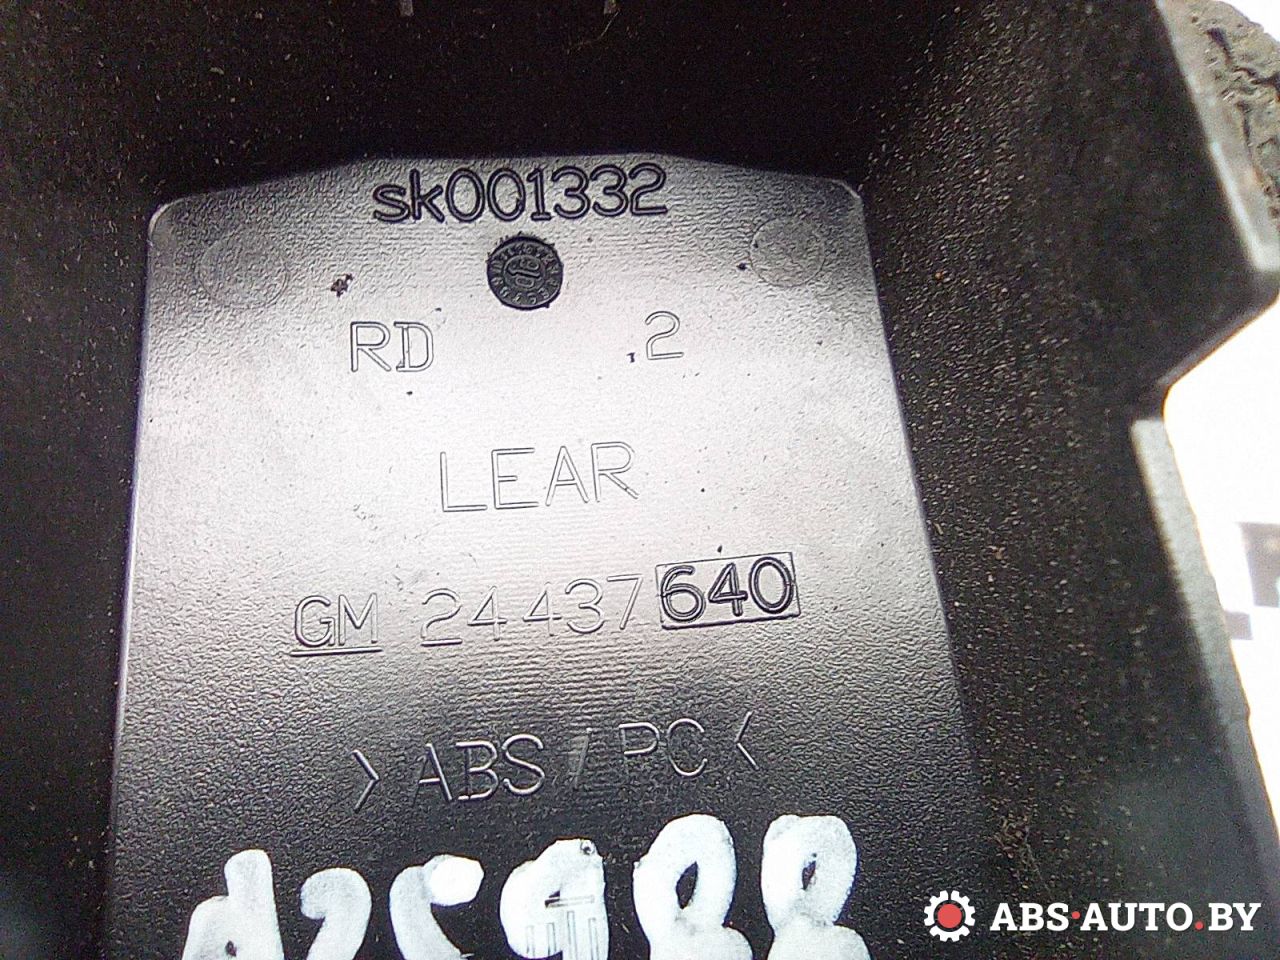 sk001332
RD .2
LEAR
GM 24437640
>ABS/PC<
ABS-AUTO.BY